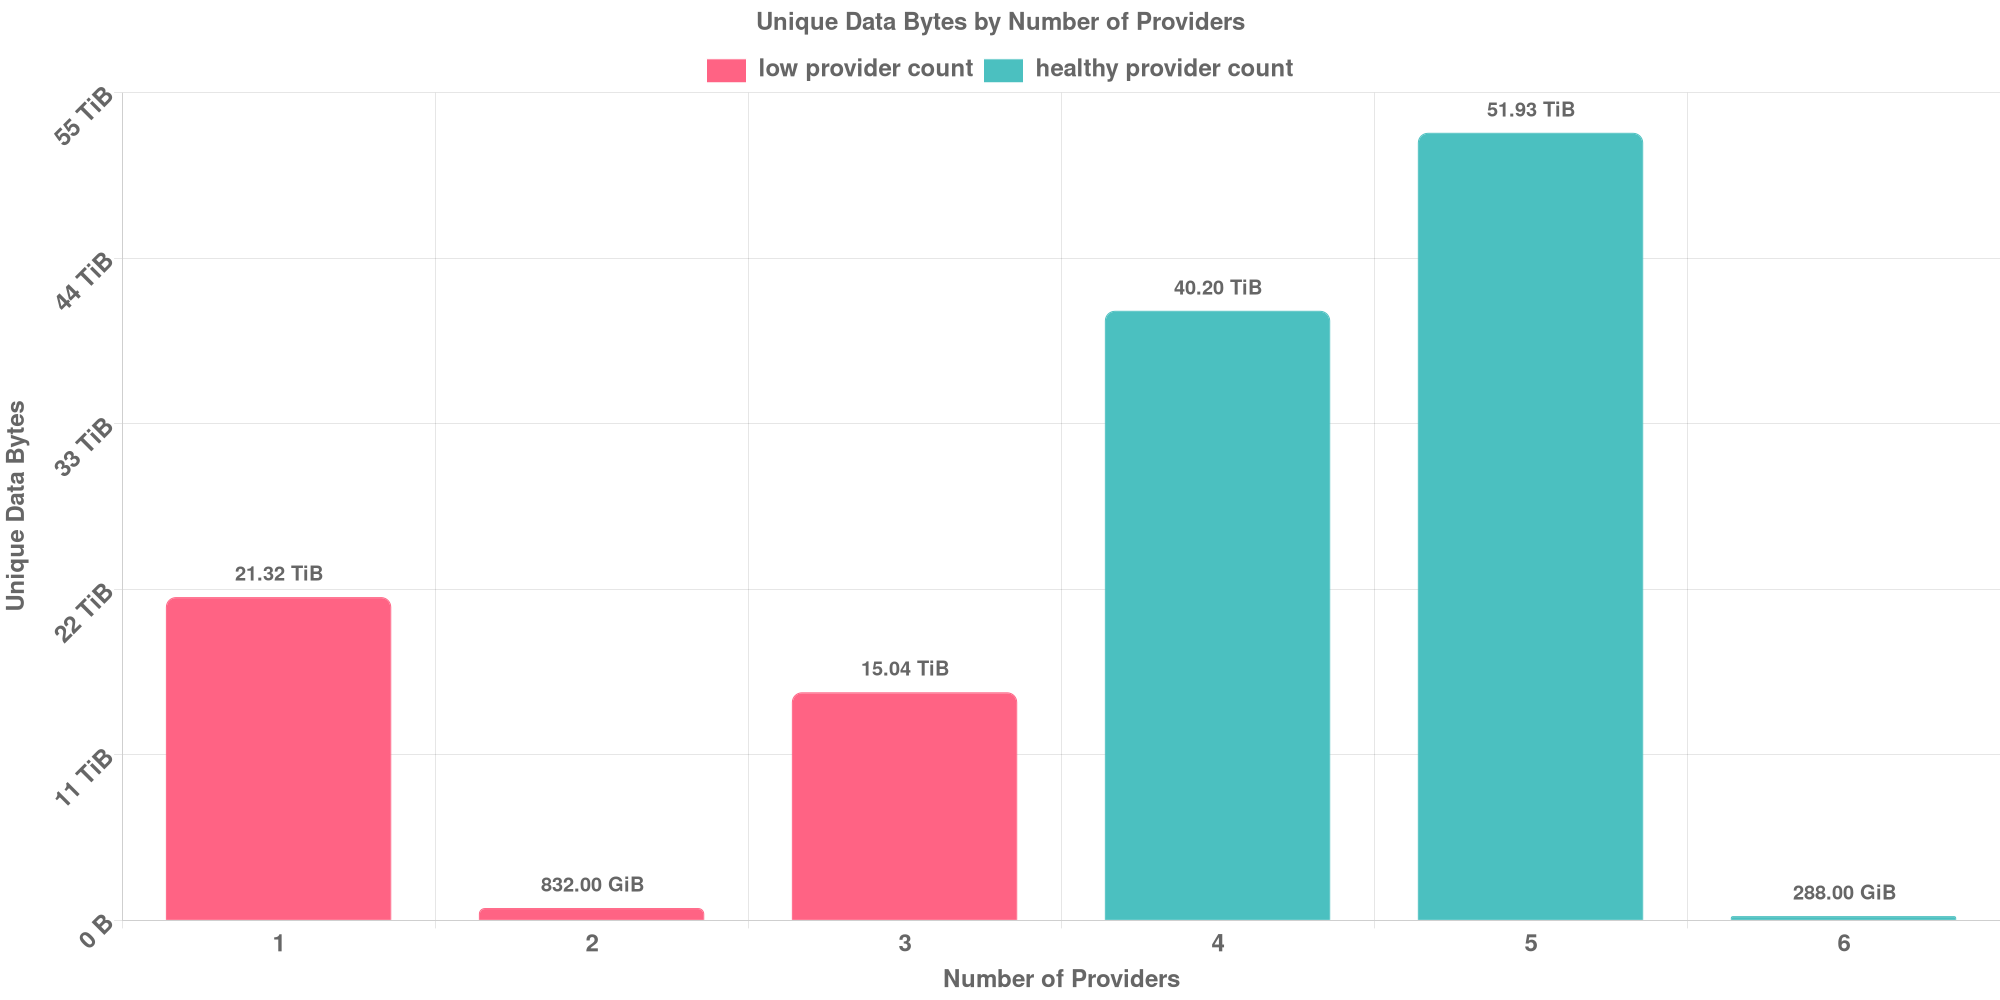 Unique Data Bytes by Number of Providers
low provider count healthy provider count
55 TiB
44 TiB
33 TiB
22 TiB
11 TiB
0 B
Unique Data Bytes
21.32 TiB
832.00 GiB
15.04 TiB
40.20 TiB
51.93 TiB
288.00 GiB
1 2 3 4 5 6
Number of Providers